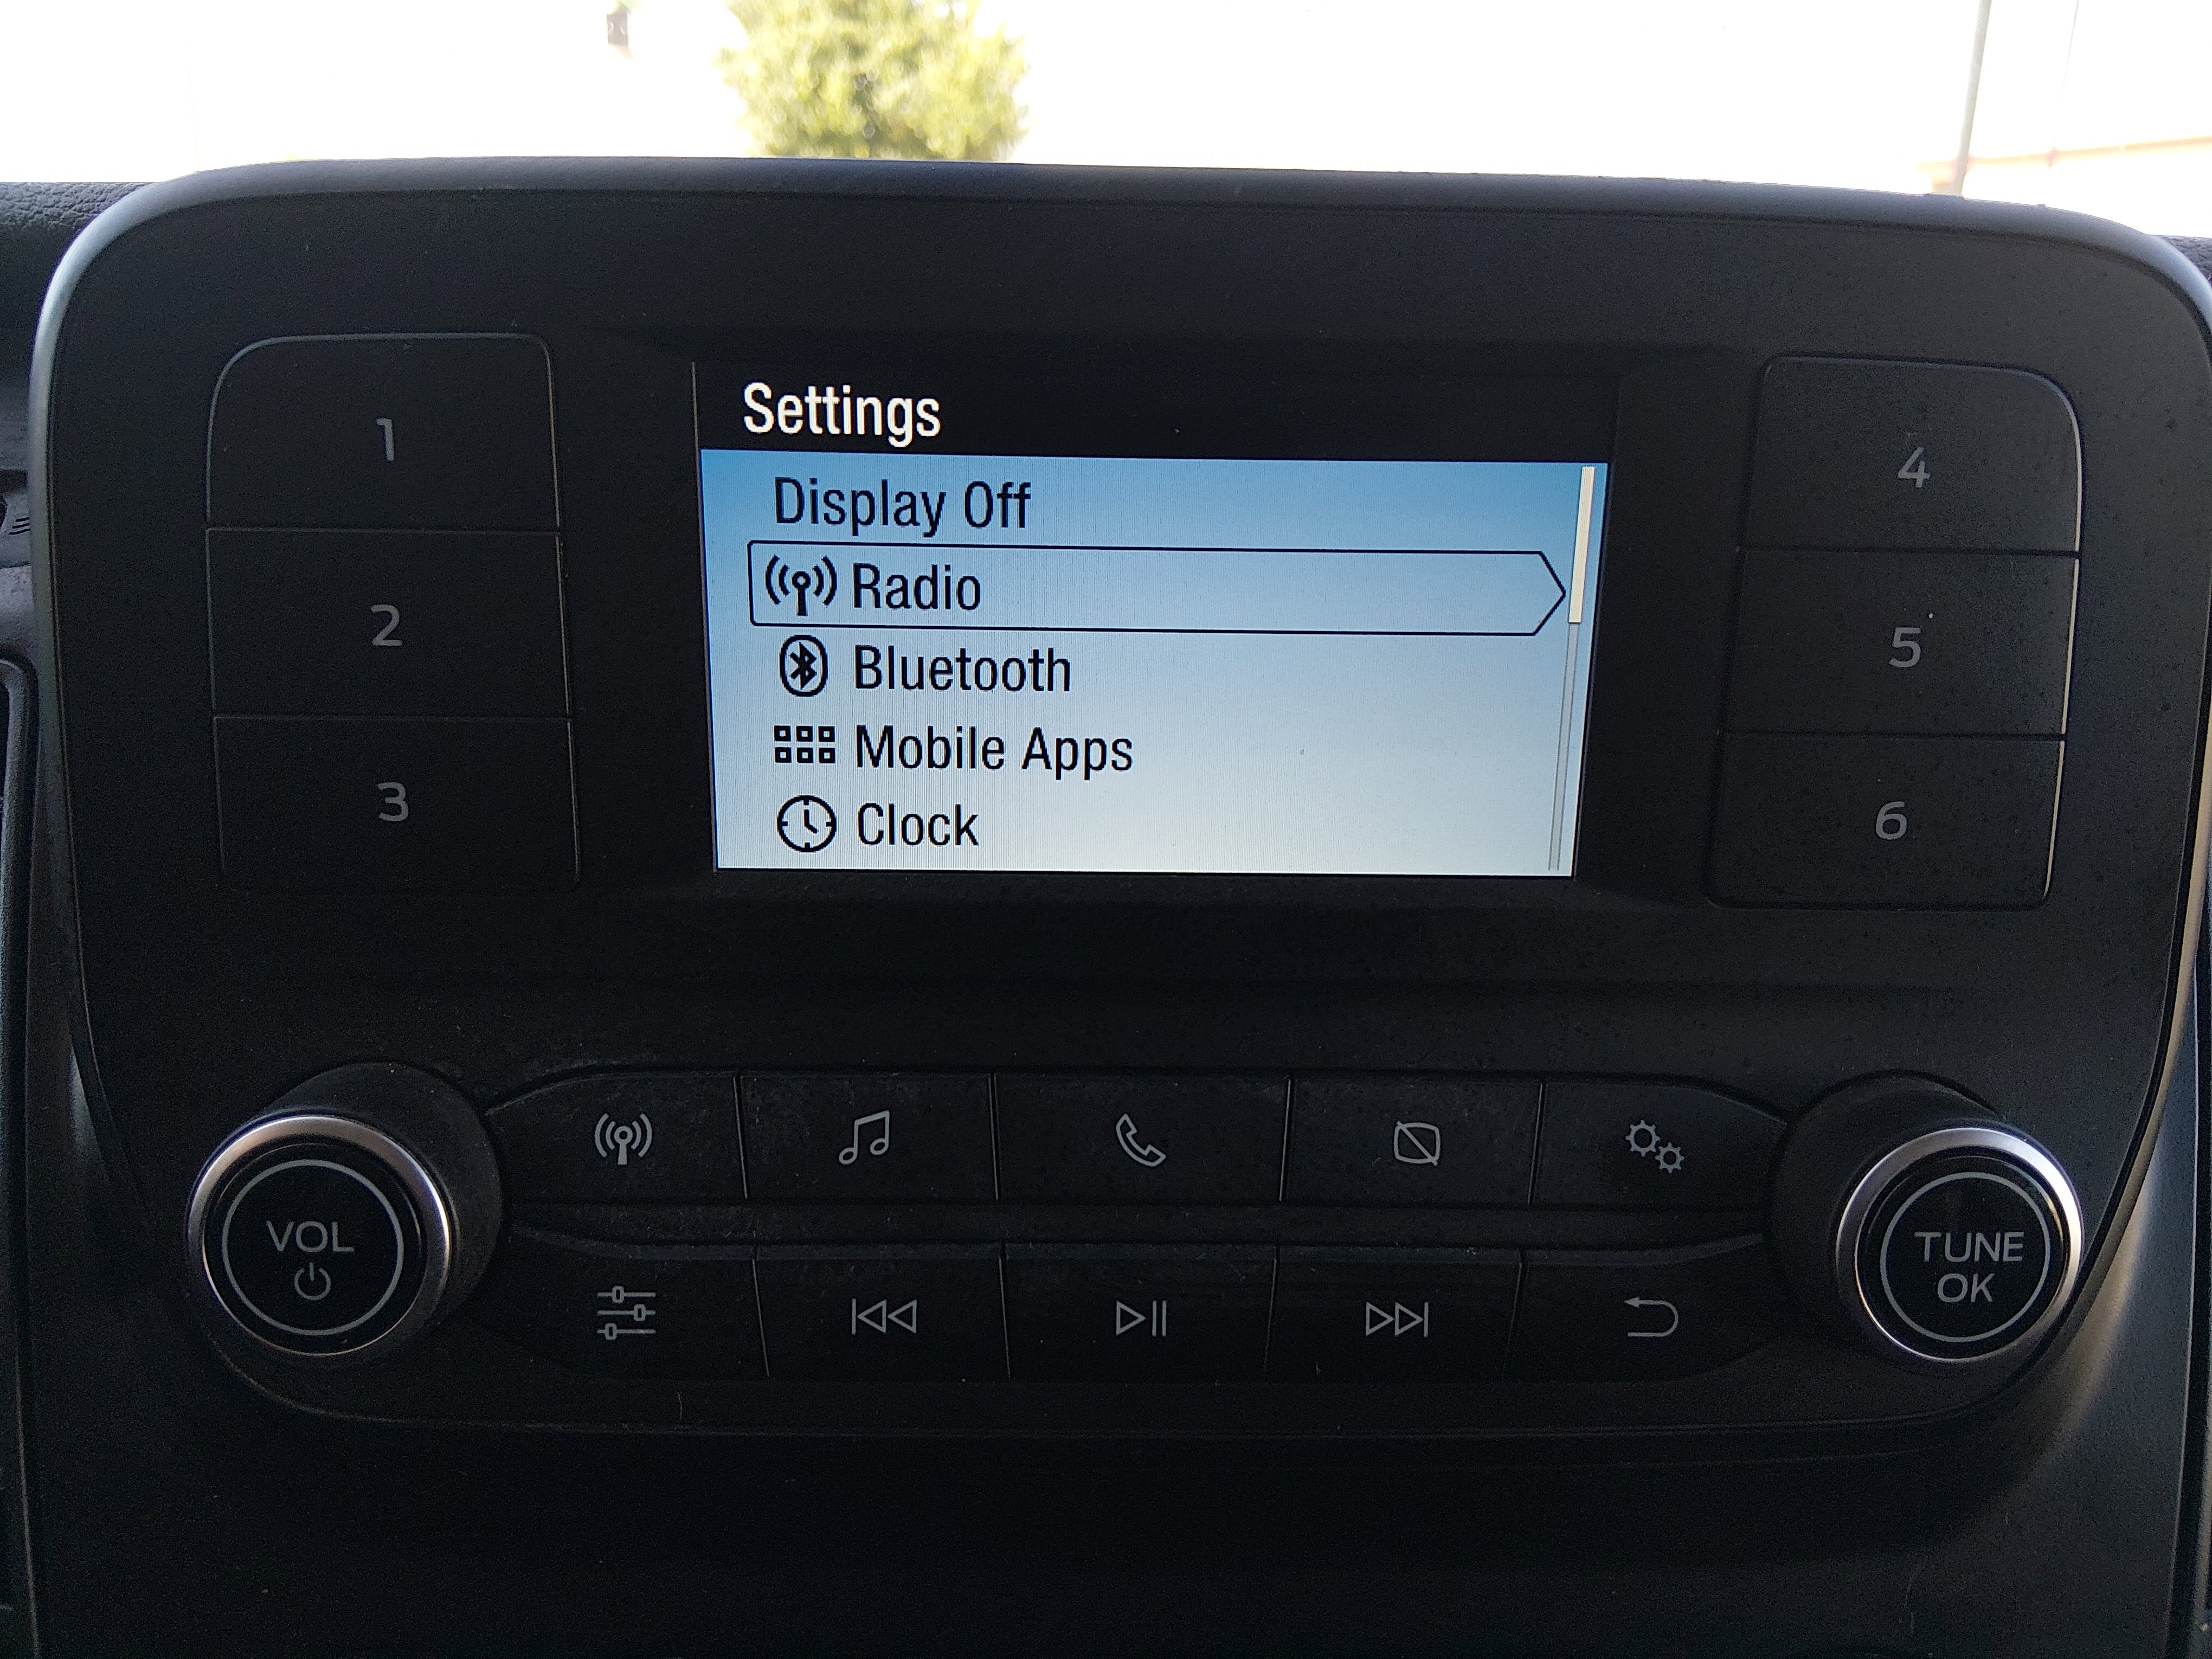 Settings
Display Off
Radio
Bluetooth
Mobile Apps
Clock
1
2
3
4
5
6
VOL
TUNE
OK